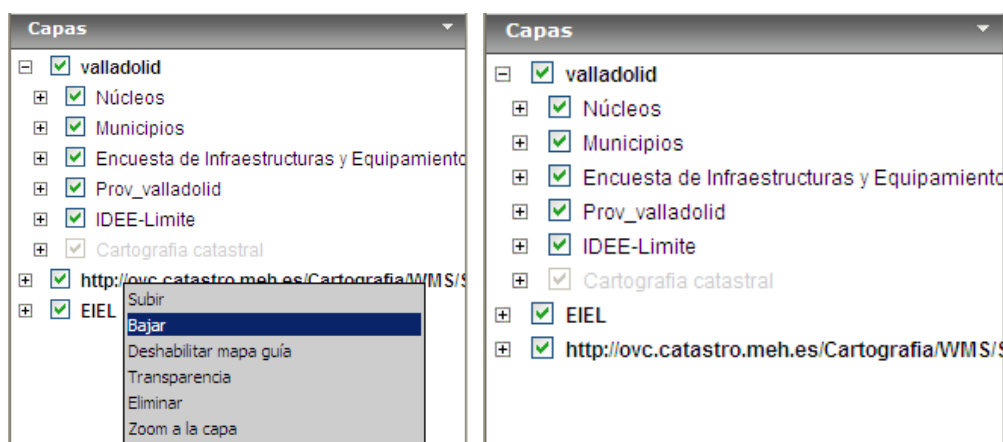 Capas
valladolid
Núcleos
Municipios
Encuesta de Infraestructuras y Equipamiento
Prov_valladolid
IDEE-Limite
Cartografia catastral
http://ovc.catastro.meh.es/Cartografia/WMS/S
EIEL
Subir
Bajar
Deshabilitar mapa guía
Transparencia
Eliminar
Zoom a la capa
Capas
valladolid
Núcleos
Municipios
Encuesta de Infraestructuras y Equipamiento
Prov_valladolid
IDEE-Limite
Cartografia catastral
EIEL
http://ovc.catastro.meh.es/Cartografia/WMS/S